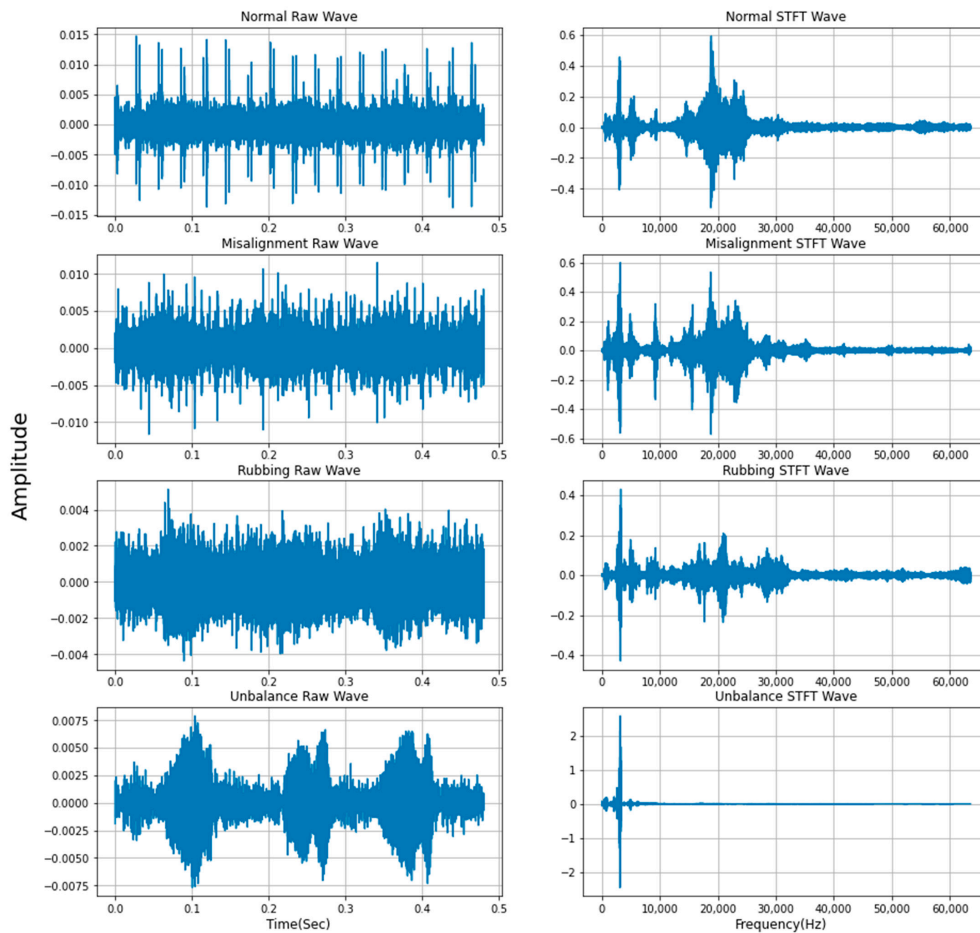 Normal Raw Wave
0.015
0.010
0.005
0.000
−0.005
−0.010
−0.015
0.0 0.1 0.2 0.3 0.4 0.5
Normal STFT Wave
0.6
0.4
0.2
0.0
−0.2
−0.4
0 10,000 20,000 30,000 40,000 50,000 60,000
Misalignment Raw Wave
0.010
0.005
0.000
−0.005
−0.010
0.0 0.1 0.2 0.3 0.4 0.5
Misalignment STFT Wave
0.6
0.4
0.2
0.0
−0.2
−0.4
−0.6
0 10,000 20,000 30,000 40,000 50,000 60,000
Amplitude
Rubbing Raw Wave
0.004
0.002
0.000
−0.002
−0.004
0.0 0.1 0.2 0.3 0.4 0.5
Rubbing STFT Wave
0.4
0.2
0.0
−0.2
−0.4
0 10,000 20,000 30,000 40,000 50,000 60,000
Unbalance Raw Wave
0.0075
0.0050
0.0025
0.0000
−0.0025
−0.0050
−0.0075
0.0 0.1 0.2 0.3 0.4 0.5
Time(Sec)
Unbalance STFT Wave
2
1
0
−1
−2
0 10,000 20,000 30,000 40,000 50,000 60,000
Frequency(Hz)